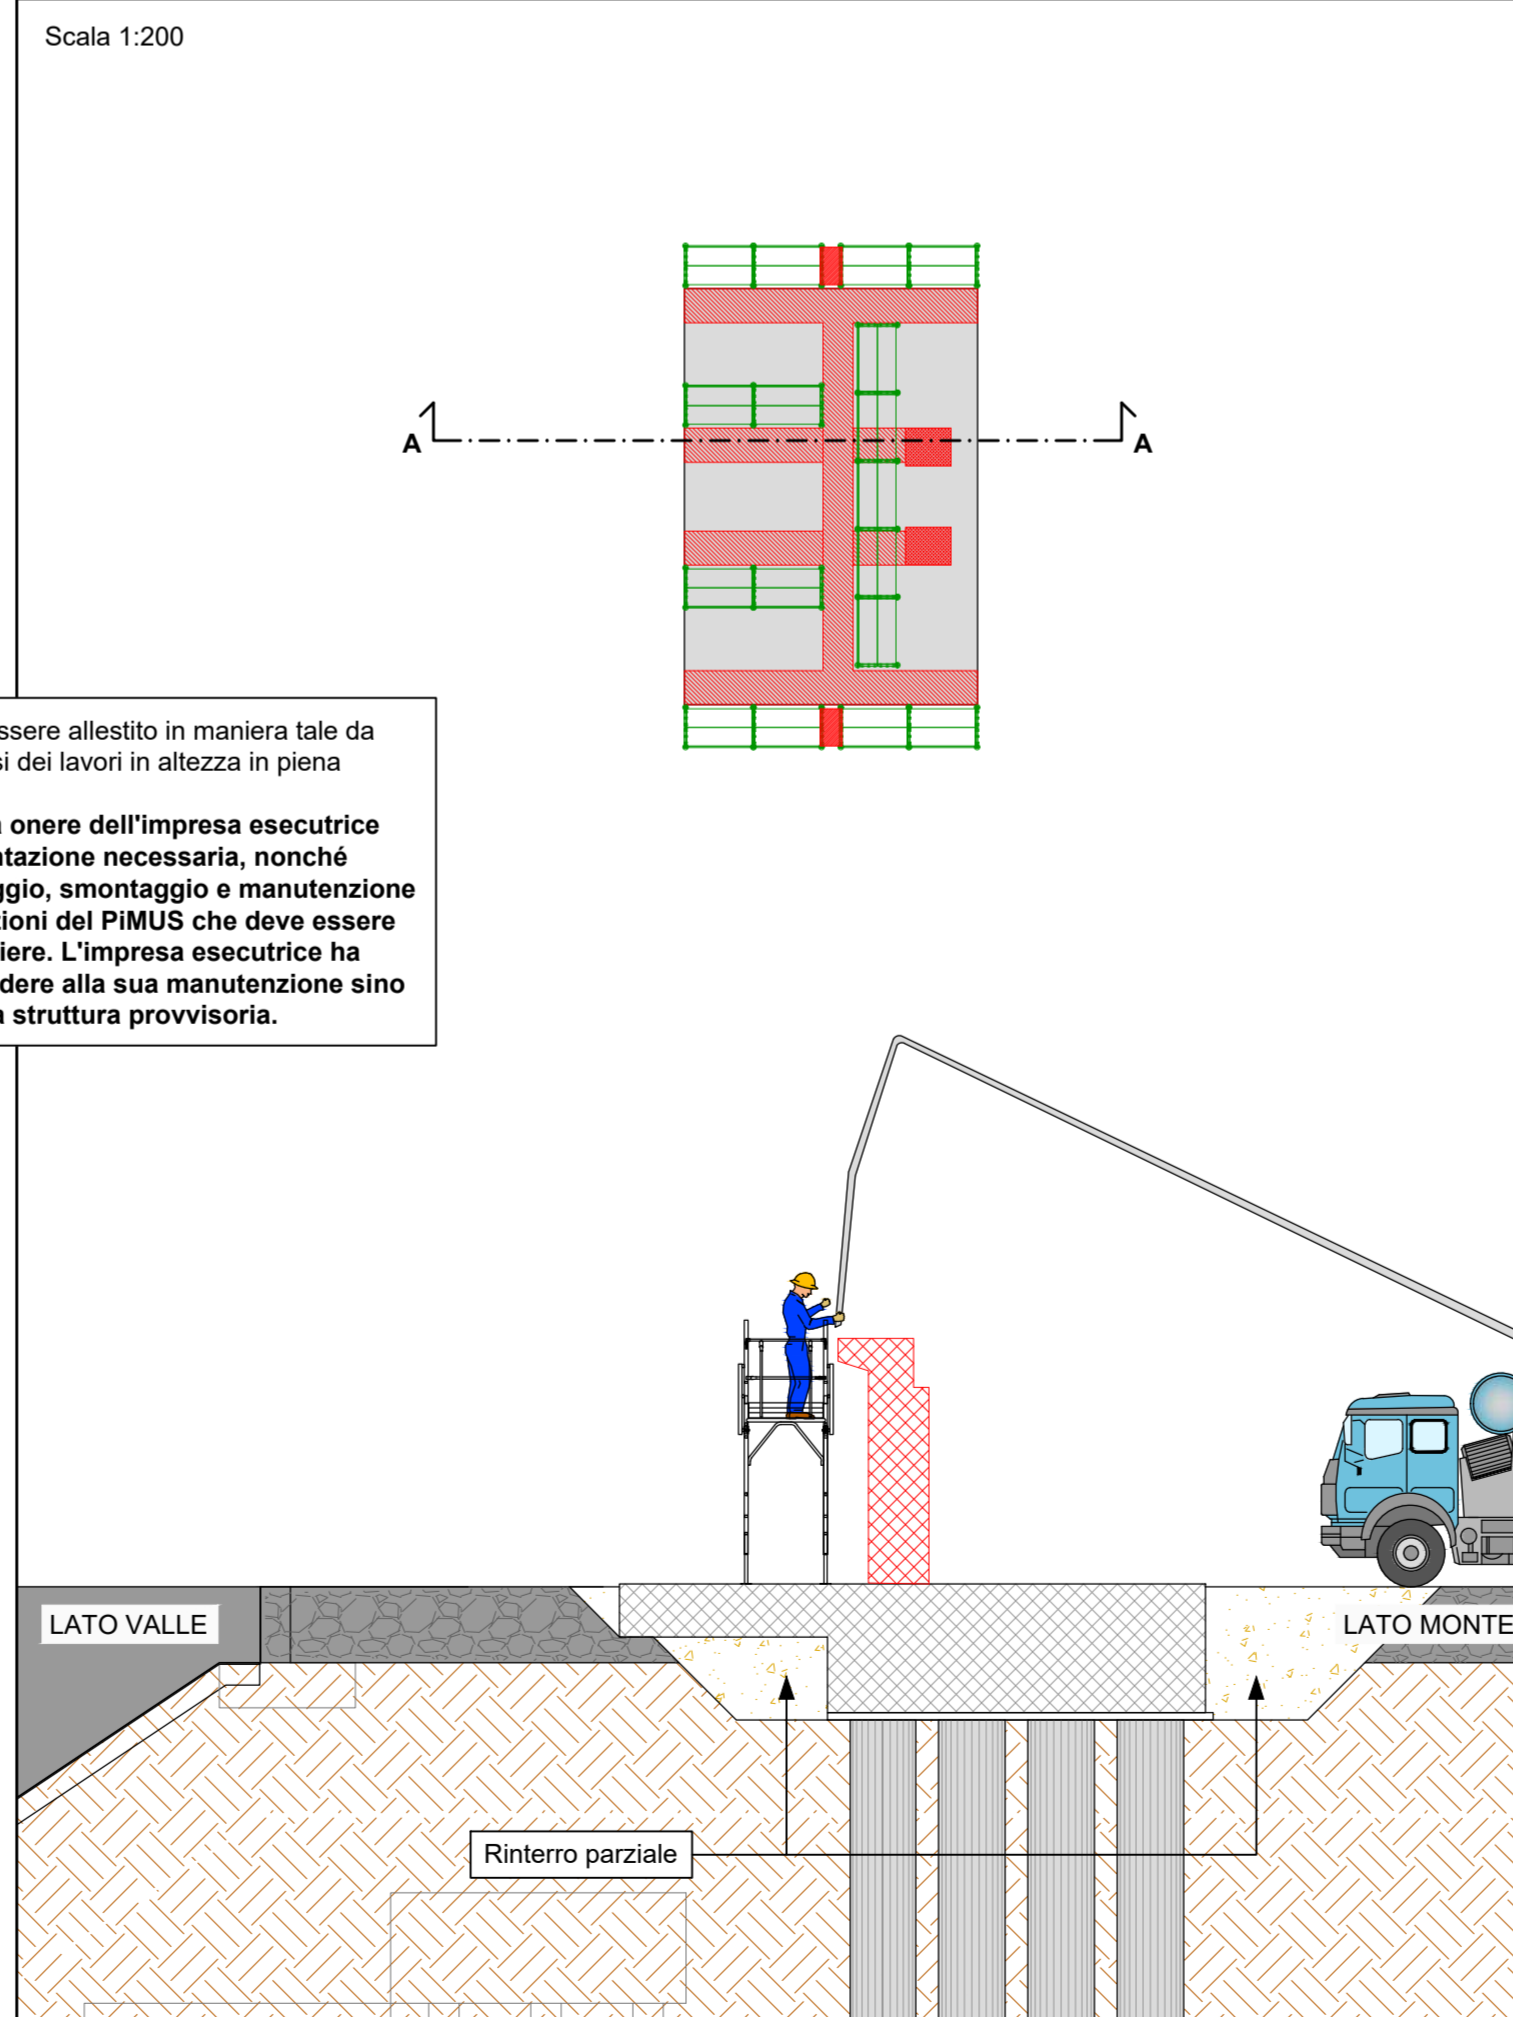 Scala 1:200
A
A
ssere allestito in maniera tale da
si dei lavori in altezza in piena
onere dell'impresa esecutrice
ntazione necessaria, nonché
ggio, smontaggio e manutenzione
zioni del PiMUS che deve essere
iere. L'impresa esecutrice ha
dere alla sua manutenzione sino
a struttura provvisoria.
LATO VALLE
LATO MONTE
Rinterro parziale